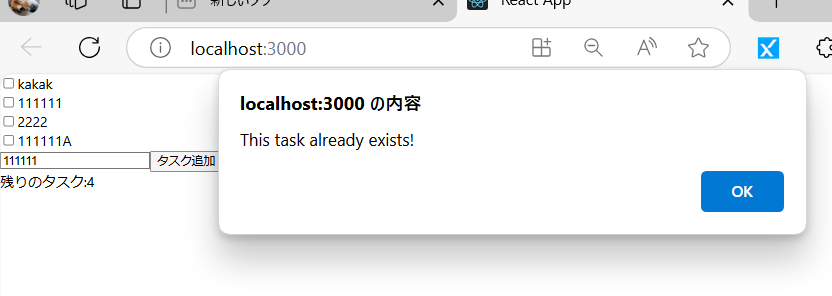 新しいタブ
React App
localhost:3000
kakak
111111
2222
111111A
111111 タスク追加
残りのタスク:4
localhost:3000 の内容
This task already exists!
OK